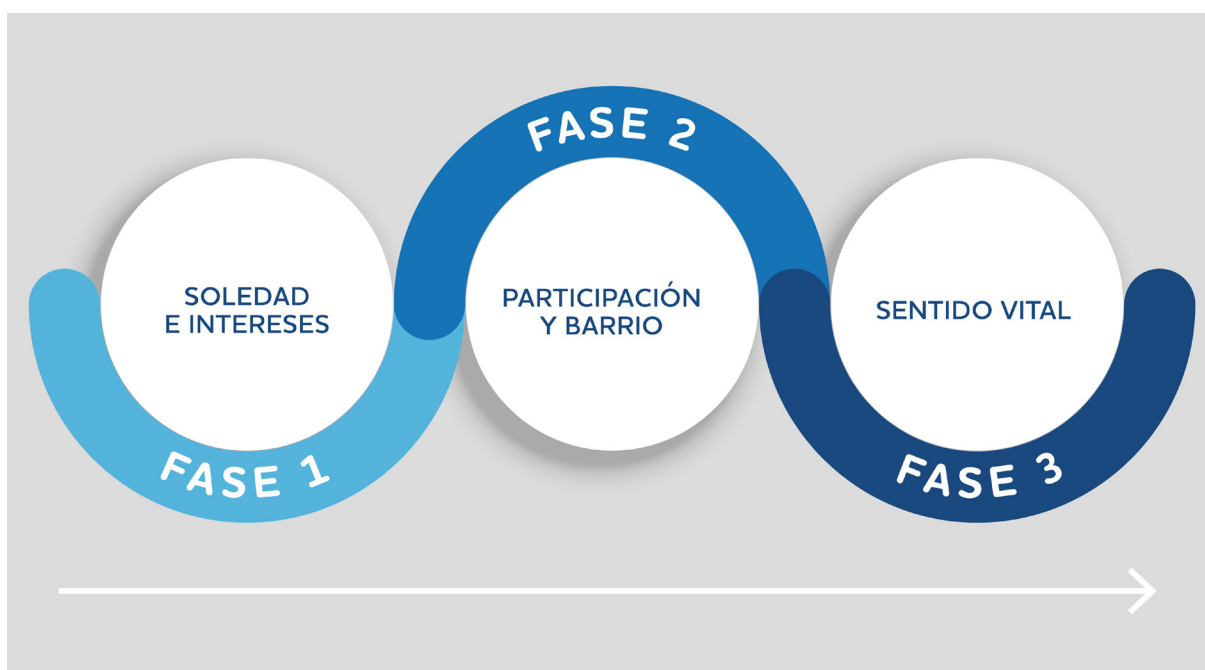 FASE 1
SOLEDAD
E INTERESES
FASE 2
PARTICIPACIÓN
Y BARRIO
FASE 3
SENTIDO VITAL